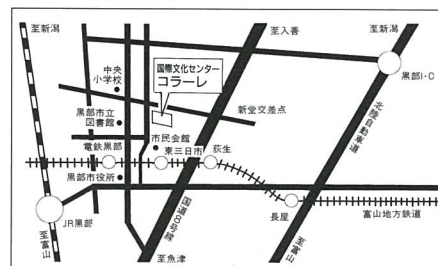 至新潟
至入善
至新潟
中央
小学校
国際文化センター
コラーレ
黒部I・C
黒部市立
図書館
新堂交差点
北陸自動車道
市民会館
電鉄黒部
東三日市
荻生
黒部市役所
国道8号線
長屋
富山地方鉄道
JR黒部
至富山
至魚津
至富山